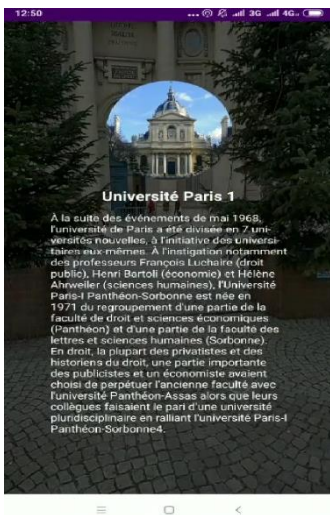 12:50
... 3G 4G
Université Paris 1
À la suite des événements de mai 1968,
l'université de Paris a été divisée en 7 uni-
versités nouvelles, à l'initiative des universi-
taires eux-mêmes. À l'instigation notamment
des professeurs François Luchaire (droit
public), Henri Bartoli (économie) et Hélène
Ahrweiler (sciences humaines), l'Université
Paris-I Panthéon-Sorbonne est née en
1971 du regroupement d'une partie de la
faculté de droit et sciences économiques
(Panthéon) et d'une partie de la faculté des
lettres et sciences humaines (Sorbonne).
En droit, la plupart des privatistes et des
historiens du droit, une partie importante
des publicistes et un économiste avaient
choisi de perpétuer l'ancienne faculté avec
l'université Panthéon-Assas alors que leurs
collègues faisaient le pari d'une université
pluridisciplinaire en ralliant l'université Paris-I
Panthéon-Sorbonne4.